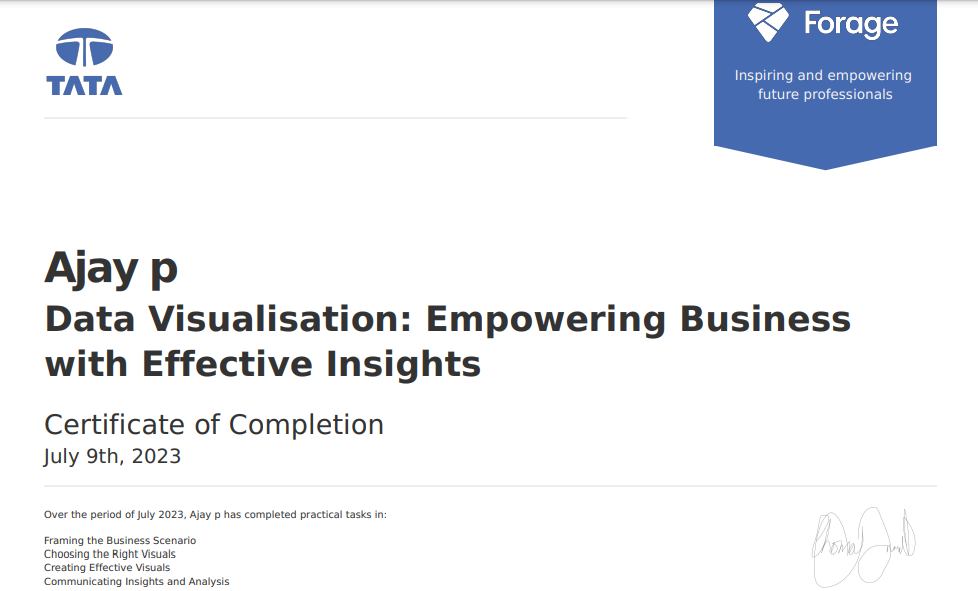 TATA
Forage
Inspiring and empowering
future professionals
Ajay p
Data Visualisation: Empowering Business
with Effective Insights
Certificate of Completion
July 9th, 2023
Over the period of July 2023, Ajay p has completed practical tasks in:
Framing the Business Scenario
Choosing the Right Visuals
Creating Effective Visuals
Communicating Insights and Analysis